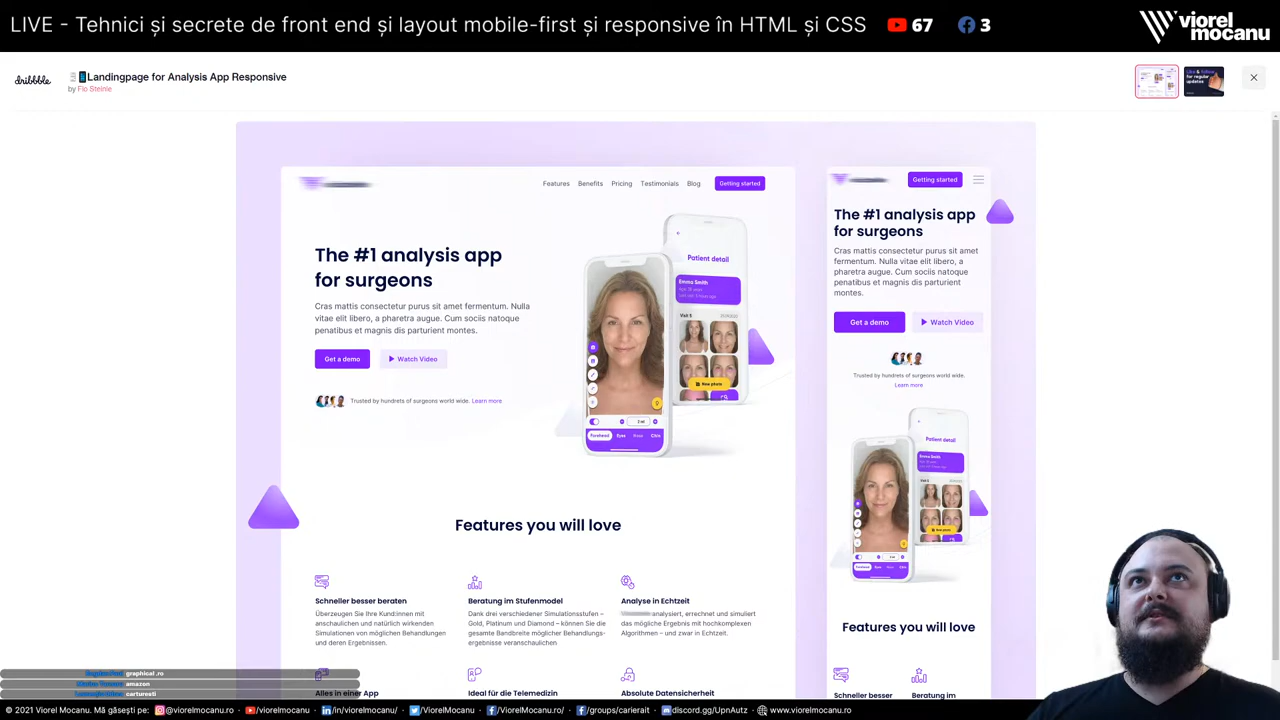 LIVE - Tehnici și secrete de front end și layout mobile-first și responsive în HTML și CSS 67 3
viorel
mocanu
dribbble
Landingpage for Analysis App Responsive
by Flo Steinle
Features Benefits Pricing Testimonials Blog Getting started
The #1 analysis app
for surgeons
Cras mattis consectetur purus sit amet fermentum. Nulla
vitae elit libero, a pharetra augue. Cum sociis natoque
penatibus et magnis dis parturient montes.
Get a demo Watch Video
Trusted by hundreds of surgeons world wide. Learn more
Patient detail
Emma Smith
Visit 5
New photo
Forehead Eyes Nose Chin
Features you will love
Schneller besser beraten
Überzeugen Sie Ihre Kund:innen mit
anschaulichen und natürlich wirkenden
Simulationen von möglichen Behandlungen
und deren Ergebnissen.
Beratung im Stufenmodel
Dank drei verschiedener Simulationsstufen –
Gold, Platinum und Diamond – können Sie die
gesamte Bandbreite möglicher Behandlungs-
ergebnisse veranschaulichen
Analyse in Echtzeit
analysiert, errechnet und simuliert
das mögliche Ergebnis mit hochkomplexen
Algorithmen – und zwar in Echtzeit.
Alles in einer App
Ideal für die Telemedizin
Absolute Datensicherheit
Getting started
The #1 analysis app
for surgeons
Cras mattis consectetur purus sit amet
fermentum. Nulla vitae elit libero, a
pharetra augue. Cum sociis natoque
penatibus et magnis dis parturient
montes.
Get a demo Watch Video
Trusted by hundreds of surgeons world wide.
Learn more
Patient detail
Emma Smith
Features you will love
Schneller besser
Beratung im
graphical .ro
amazon
carturesti
© 2021 Viorel Mocanu. Mă găsești pe: @viorelmocanu.ro · /viorelmocanu · /in/viorelmocanu/ · /ViorelMocanu · /ViorelMocanu.ro/ · /groups/carierait · discord.gg/UpnAutz · www.viorelmocanu.ro